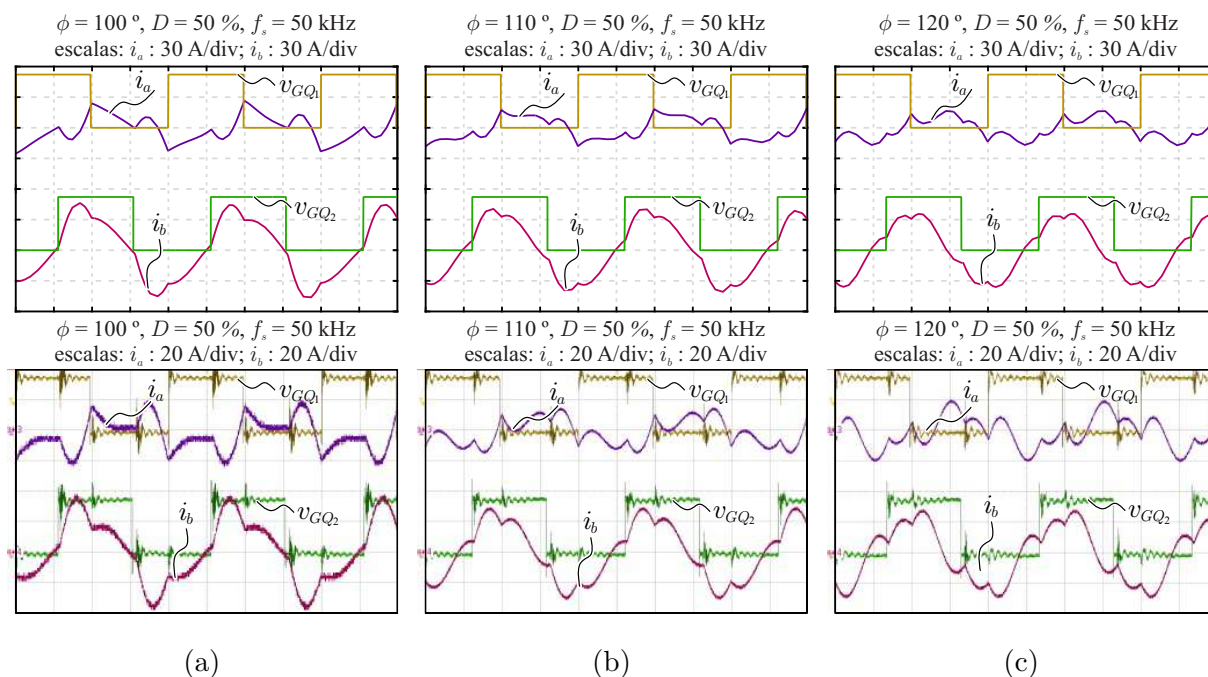 ϕ = 100 º, D = 50 %, fs = 50 kHz
escalas: ia : 30 A/div; ib : 30 A/div
ia
vGQ1
vGQ2
ib
ϕ = 110 º, D = 50 %, fs = 50 kHz
escalas: ia : 30 A/div; ib : 30 A/div
ia
vGQ1
vGQ2
ib
ϕ = 120 º, D = 50 %, fs = 50 kHz
escalas: ia : 30 A/div; ib : 30 A/div
ia
vGQ1
vGQ2
ib
ϕ = 100 º, D = 50 %, fs = 50 kHz
escalas: ia : 20 A/div; ib : 20 A/div
ia
vGQ1
ib
vGQ2
ϕ = 110 º, D = 50 %, fs = 50 kHz
escalas: ia : 20 A/div; ib : 20 A/div
ia
vGQ1
vGQ2
ib
ϕ = 120 º, D = 50 %, fs = 50 kHz
escalas: ia : 20 A/div; ib : 20 A/div
ia
vGQ1
vGQ2
ib
(a)
(b)
(c)